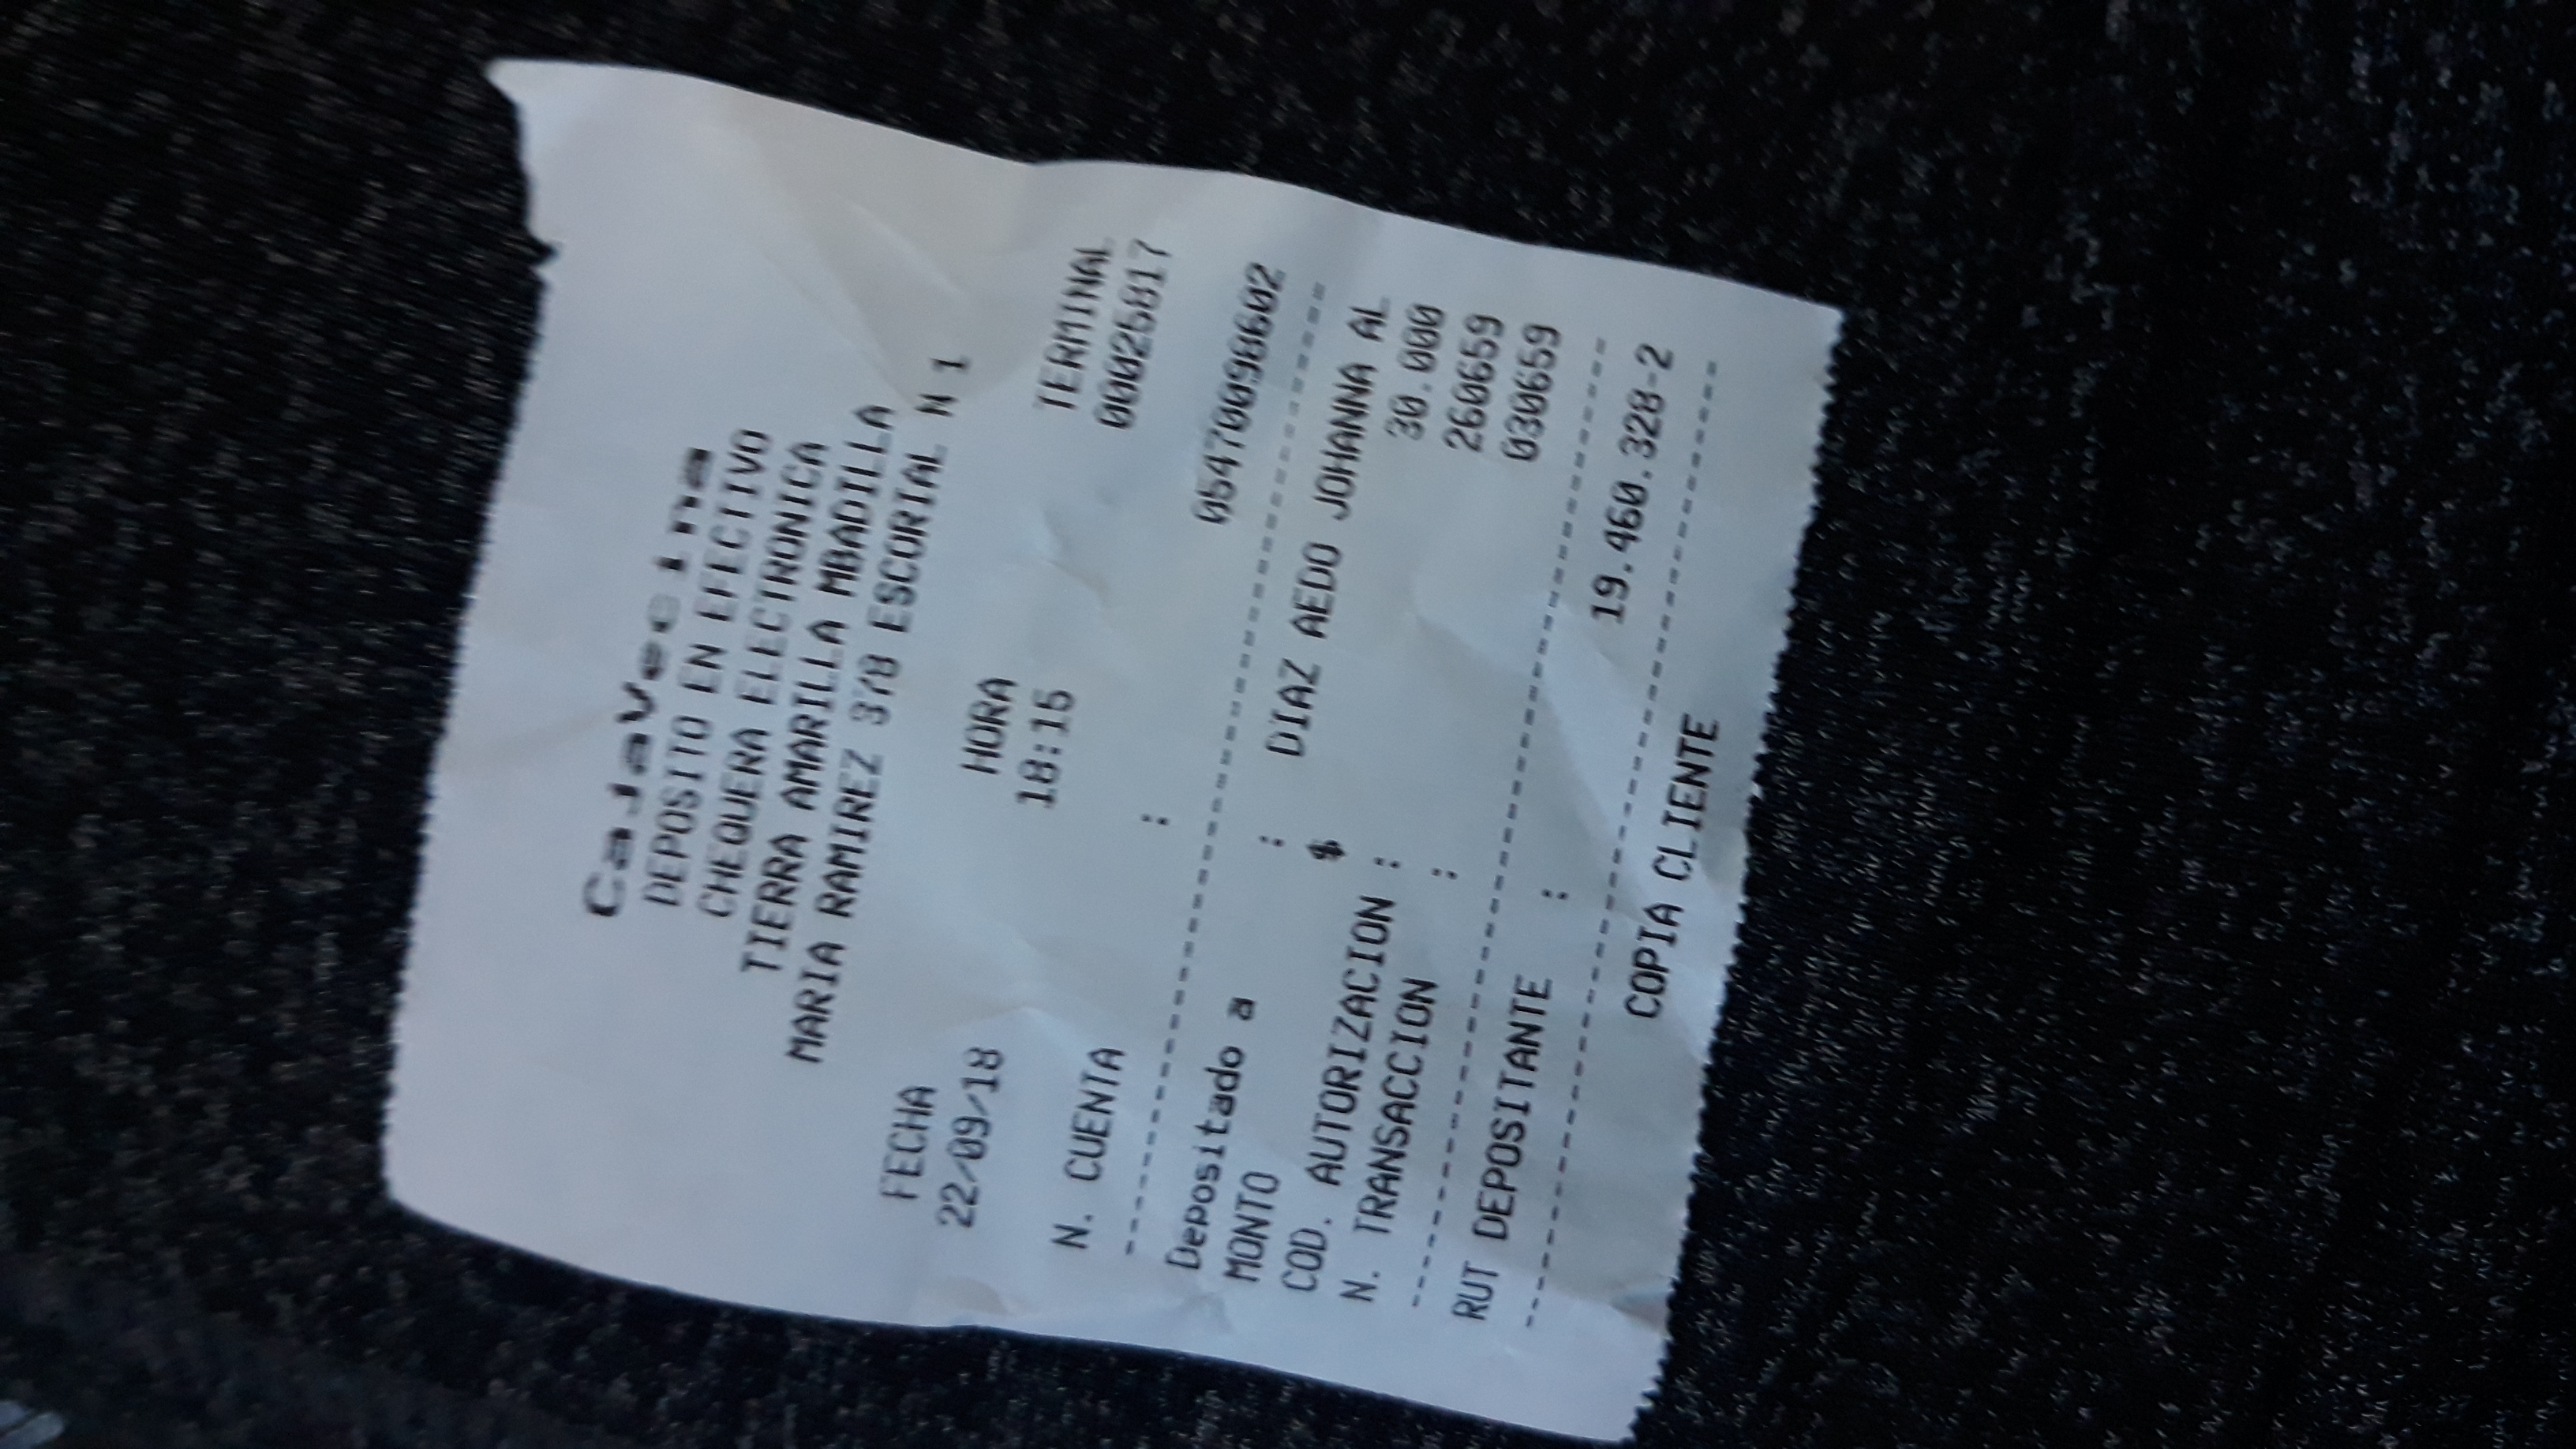 CajaVecina
DEPOSITO EN EFECTIVO
CHEQUERA ELECTRONICA
TIERRA AMARILLA MBADILLA
MARIA RAMIREZ 378 ESCORIAL N 1
FECHA HORA TERMINAL
22/09/18 18:15 00025817
N. CUENTA : 05470098602
--------------------------------------
Depositado a : DIAZ AEDO JOHANNA AL
MONTO $ 30.000
COD. AUTORIZACION : 260659
N. TRANSACCION : 030659
--------------------------------------
RUT DEPOSITANTE : 19.460.328-2
--------------------------------------
COPIA CLIENTE